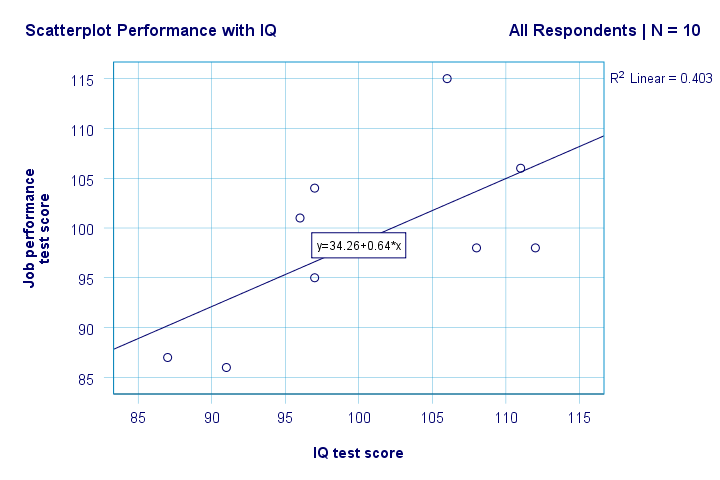 Scatterplot Performance with IQ
All Respondents | N = 10
R² Linear = 0.403
115
110
105
100
95
90
85
Job performance
test score
y=34.26+0.64*x
85 90 95 100 105 110 115
IQ test score